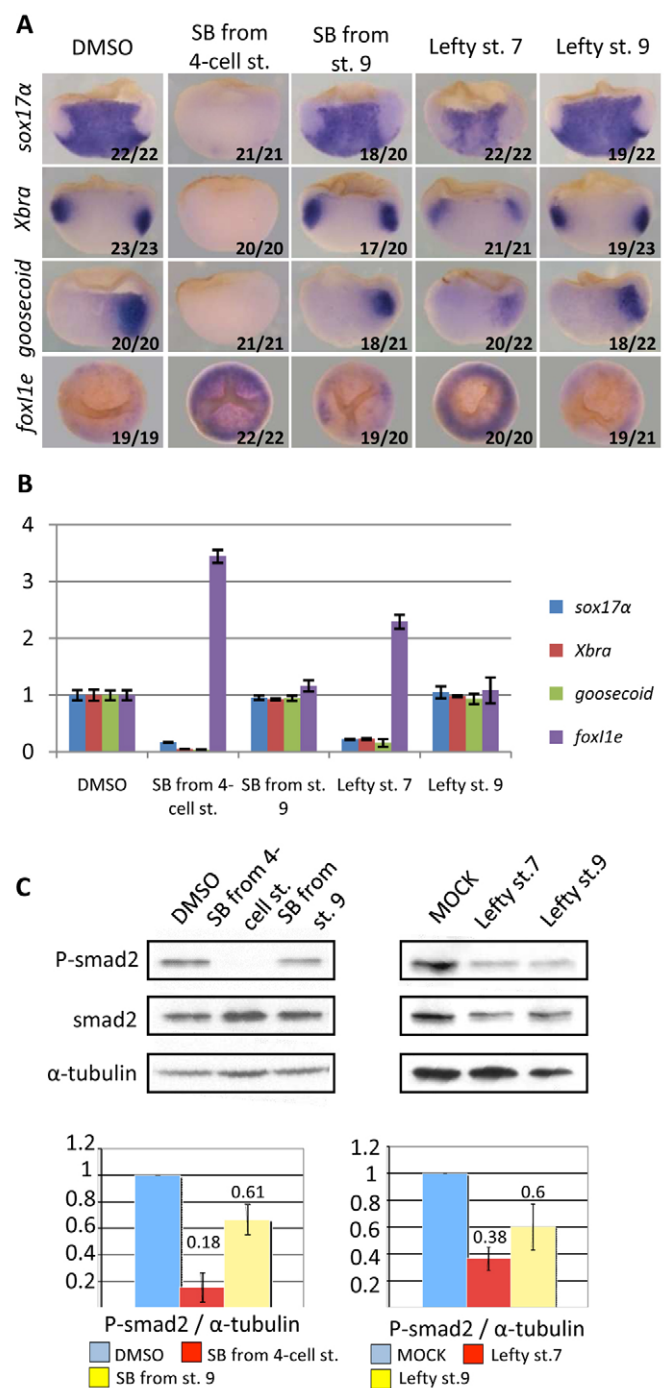 A
DMSO
SB from 4-cell st.
SB from st. 9
Lefty st. 7
Lefty st. 9
sox17α
22/22
21/21
18/20
22/22
19/22
Xbra
23/23
20/20
17/20
21/21
19/23
goosecoid
20/20
21/21
18/21
20/22
18/22
foxI1e
19/19
22/22
19/20
20/20
19/21
B
4
3
2
1
0
DMSO
SB from 4-cell st.
SB from st. 9
Lefty st. 7
Lefty st. 9
sox17α
Xbra
goosecoid
foxI1e
C
DMSO
SB from 4-cell st.
SB from st. 9
MOCK
Lefty st.7
Lefty st.9
P-smad2
smad2
α-tubulin
1.2
1
0.8
0.6
0.4
0.2
0.18
0.61
P-smad2 / α-tubulin
DMSO
SB from 4-cell st.
SB from st. 9
1.2
1
0.8
0.6
0.4
0.2
0.38
0.6
P-smad2 / α-tubulin
MOCK
Lefty st.7
Lefty st.9